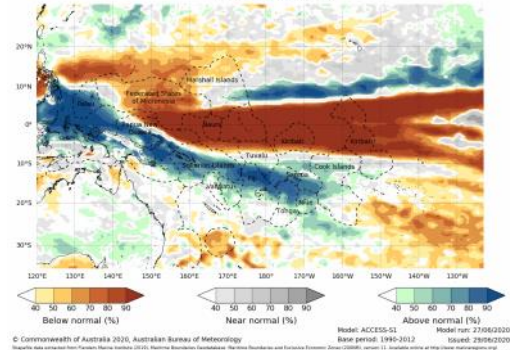 20°N
Marshall Islands
10°N
Palau
Federated States
of Micronesia
0°
Papua New
Nauru
Kiribati
Kiribati
Tuvalu
Solomon Islands
10°S
Cook Islands
Samoa
Vanuatu
Fiji
20°S
Niue
Tonga
30°S
120°E 130°E 140°E 150°E 160°E 170°E 180° 170°W 160°W 150°W 140°W 130°W
40 50 60 70 80 90
40 50 60 70 80 90
40 50 60 70 80 90
Below normal (%)
Near normal (%)
Above normal (%)
Model: ACCESS-S1
Model run: 27/06/2020
© Commonwealth of Australia 2020, Australian Bureau of Meteorology
Base period: 1990-2012
Issued: 29/06/2020